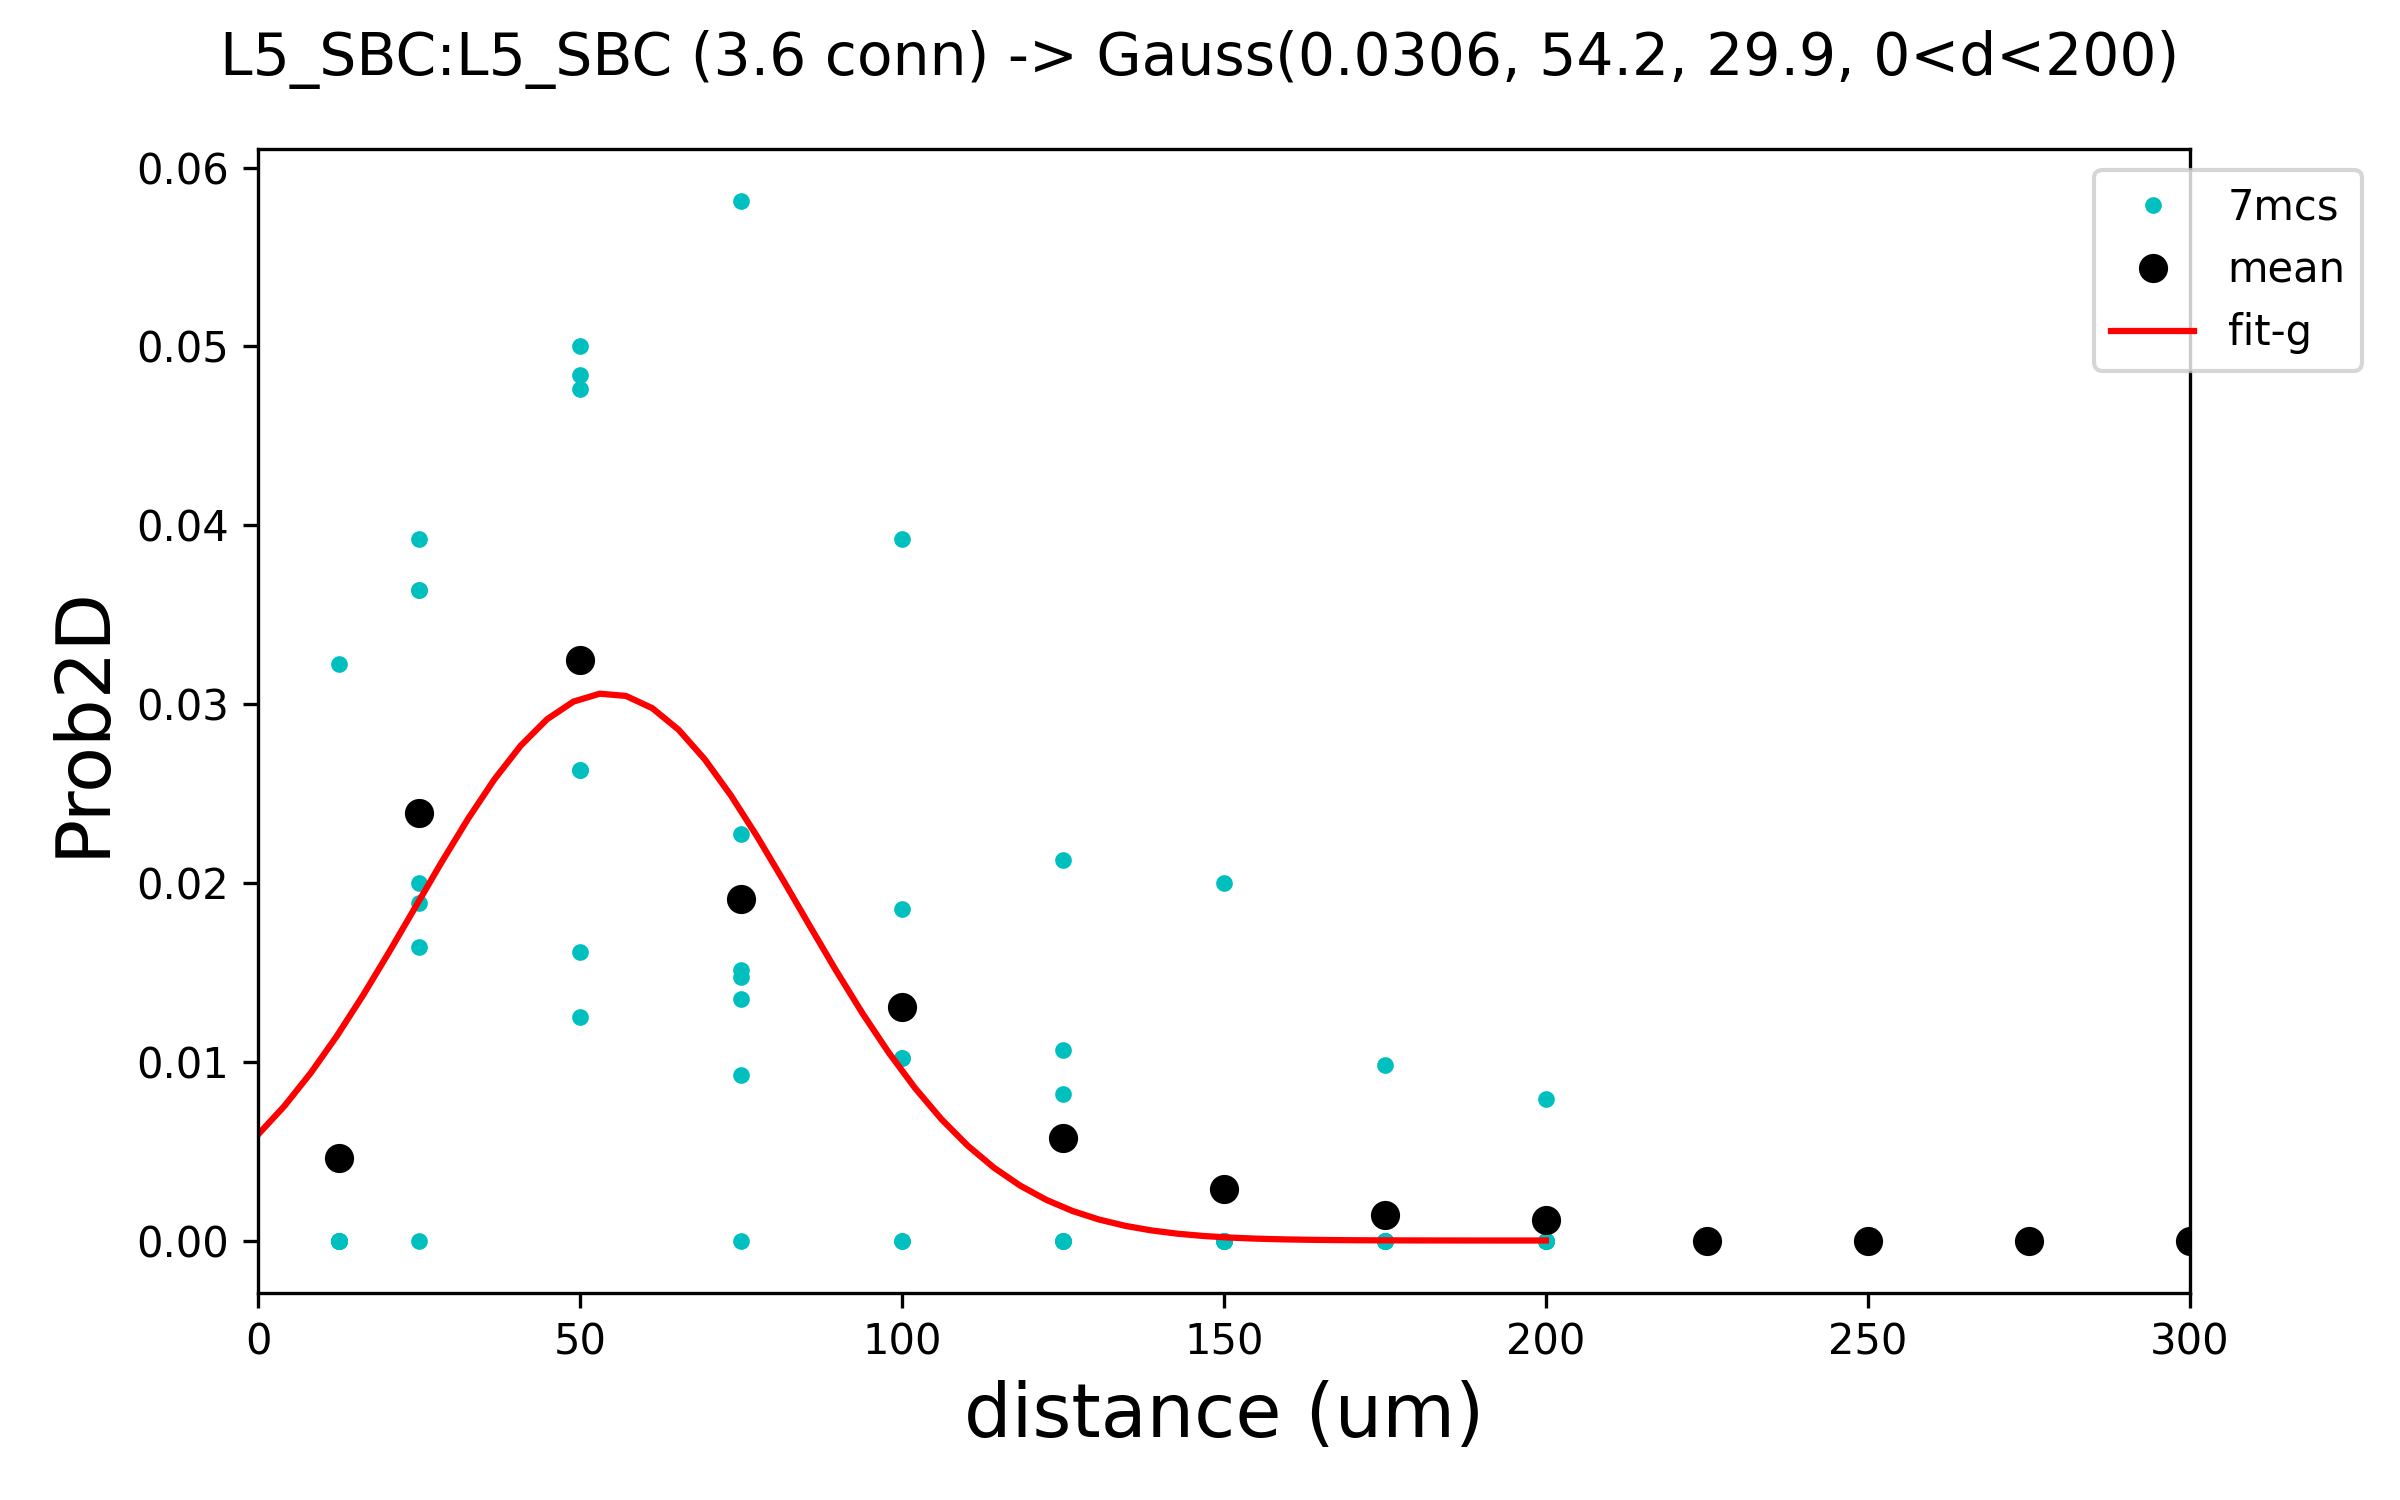 L5_SBC:L5_SBC (3.6 conn) -> Gauss(0.0306, 54.2, 29.9, 0<d<200)
7mcs
mean
fit-g
Prob2D
0.06
0.05
0.04
0.03
0.02
0.01
0.00
0 50 100 150 200 250 300
distance (um)